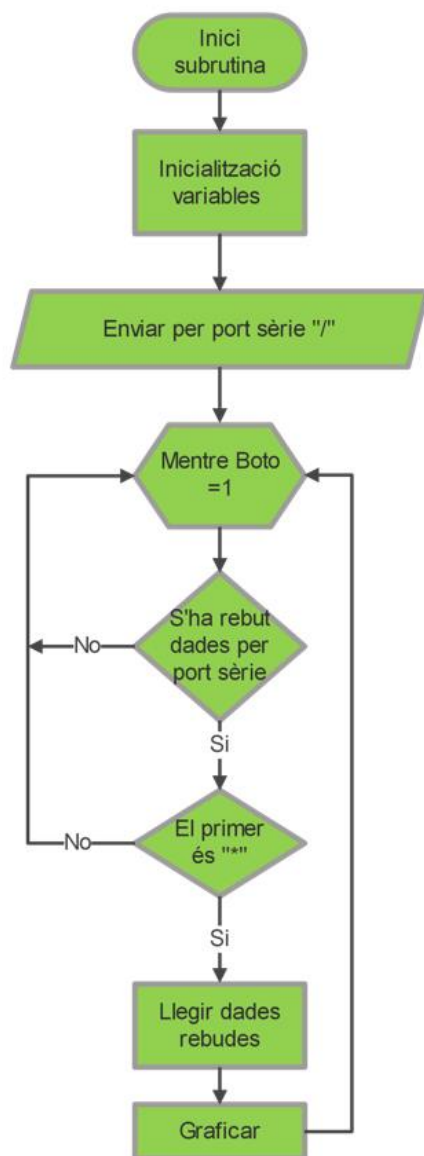 Inici
subrutina
Inicialització
variables
Enviar per port sèrie "/"
Mentre Boto
=1
S'ha rebut
dades per
port sèrie
No
Si
El primer
és "*"
No
Si
Llegir dades
rebudes
Graficar